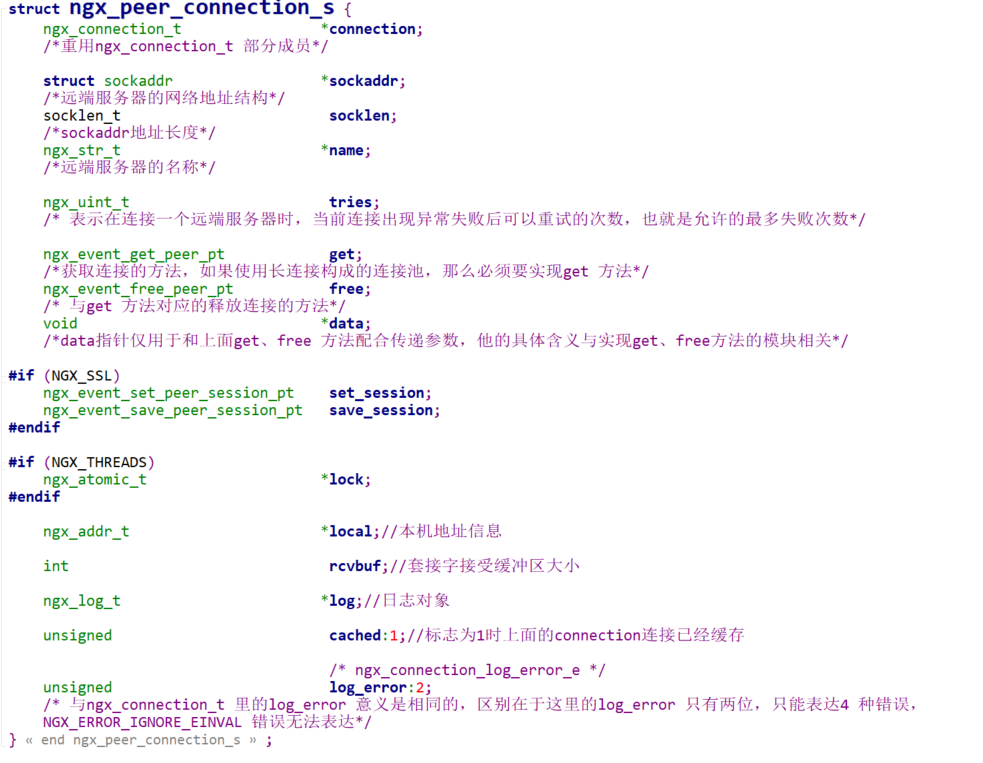 struct ngx_peer_connection_s {
ngx_connection_t *connection;
/*重用ngx_connection_t 部分成员*/
struct sockaddr *sockaddr;
/*远端服务器的网络地址结构*/
socklen_t socklen;
/*sockaddr地址长度*/
ngx_str_t *name;
/*远端服务器的名称*/
ngx_uint_t tries;
/* 表示在连接一个远端服务器时，当前连接出现异常失败后可以重试的次数，也就是允许的最多失败次数*/
ngx_event_get_peer_pt get;
/*获取连接的方法，如果使用长连接构成的连接池，那么必须要实现get 方法*/
ngx_event_free_peer_pt free;
/* 与get 方法对应的释放连接的方法*/
void *data;
/*data指针仅用于和上面get、free 方法配合传递参数，他的具体含义与实现get、free方法的模块相关*/
#if (NGX_SSL)
ngx_event_set_peer_session_pt set_session;
ngx_event_save_peer_session_pt save_session;
#endif
#if (NGX_THREADS)
ngx_atomic_t *lock;
#endif
ngx_addr_t *local;//本机地址信息
int rcvbuf;//套接字接受缓冲区大小
ngx_log_t *log;//日志对象
unsigned cached:1;//标志为1时上面的connection连接已经缓存
/* ngx_connection_log_error_e */
unsigned log_error:2;
/* 与ngx_connection_t 里的log_error 意义是相同的，区别在于这里的log_error 只有两位，只能表达4 种错误，
NGX_ERROR_IGNORE_EINVAL 错误无法表达*/
} « end ngx_peer_connection_s » ;